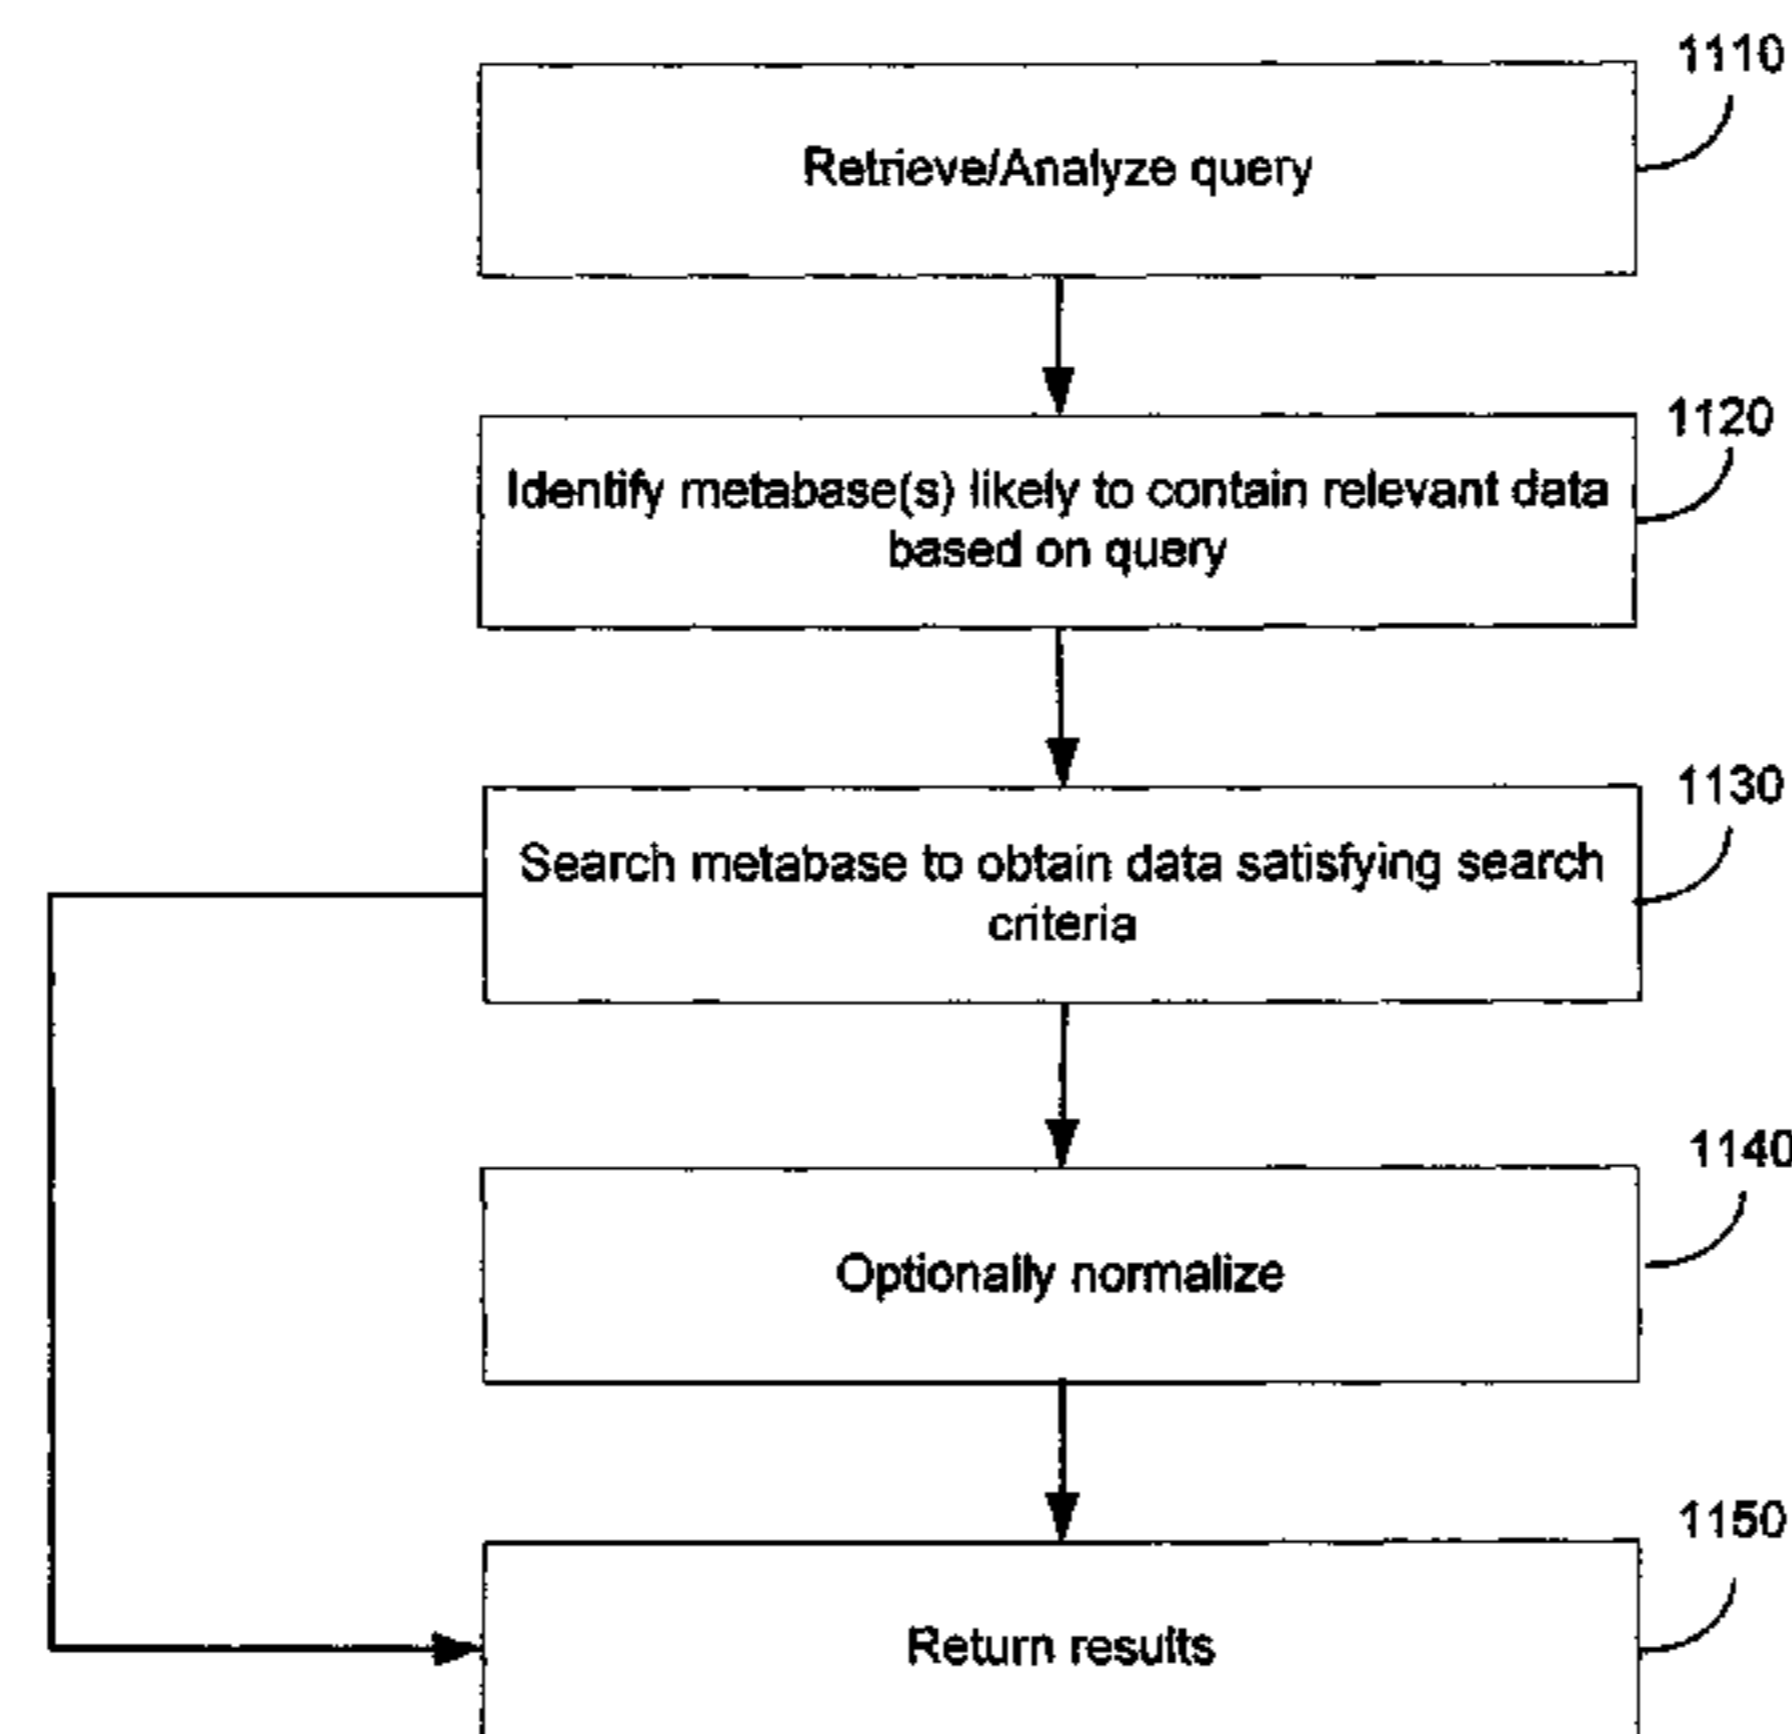 1110
Retrieve/Analyze query
1120
Identify metabase(s) likely to contain relevant data
based on query
1130
Search metabase to obtain data satisfying search
criteria
1140
Optionally normalize
1150
Return results